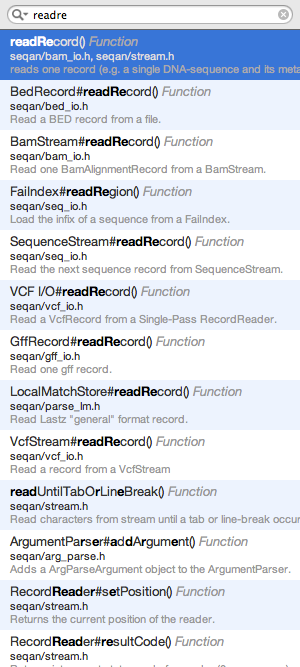 readre
readRecord() Function
seqan/bam_io.h, seqan/stream.h
reads one record (e.g. a single DNA-sequence and its meta
BedRecord#readRecord() Function
seqan/bed_io.h
Read a BED record from a file.
BamStream#readRecord() Function
seqan/bam_io.h
Read one BamAlignmentRecord from a BamStream.
FaiIndex#readRegion() Function
seqan/seq_io.h
Load the infix of a sequence from a FaiIndex.
SequenceStream#readRecord() Function
seqan/seq_io.h
Read the next sequence record from SequenceStream.
VCF I/O#readRecord() Function
seqan/vcf_io.h
Read a VcfRecord from a Single-Pass RecordReader.
GffRecord#readRecord() Function
seqan/gff_io.h
Read one gff record.
LocalMatchStore#readRecord() Function
seqan/parse_lm.h
Read Lastz "general" format record.
VcfStream#readRecord() Function
seqan/vcf_io.h
Read a record from a VcfStream
readUntilTabOrLineBreak() Function
seqan/stream.h
Read characters from stream until a tab or line-break occur
ArgumentParser#addArgument() Function
seqan/arg_parse.h
Adds a ArgParseArgument object to the ArgumentParser.
RecordReader#setPosition() Function
seqan/stream.h
Returns the current position of the reader.
RecordReader#resultCode() Function
seqan/stream.h